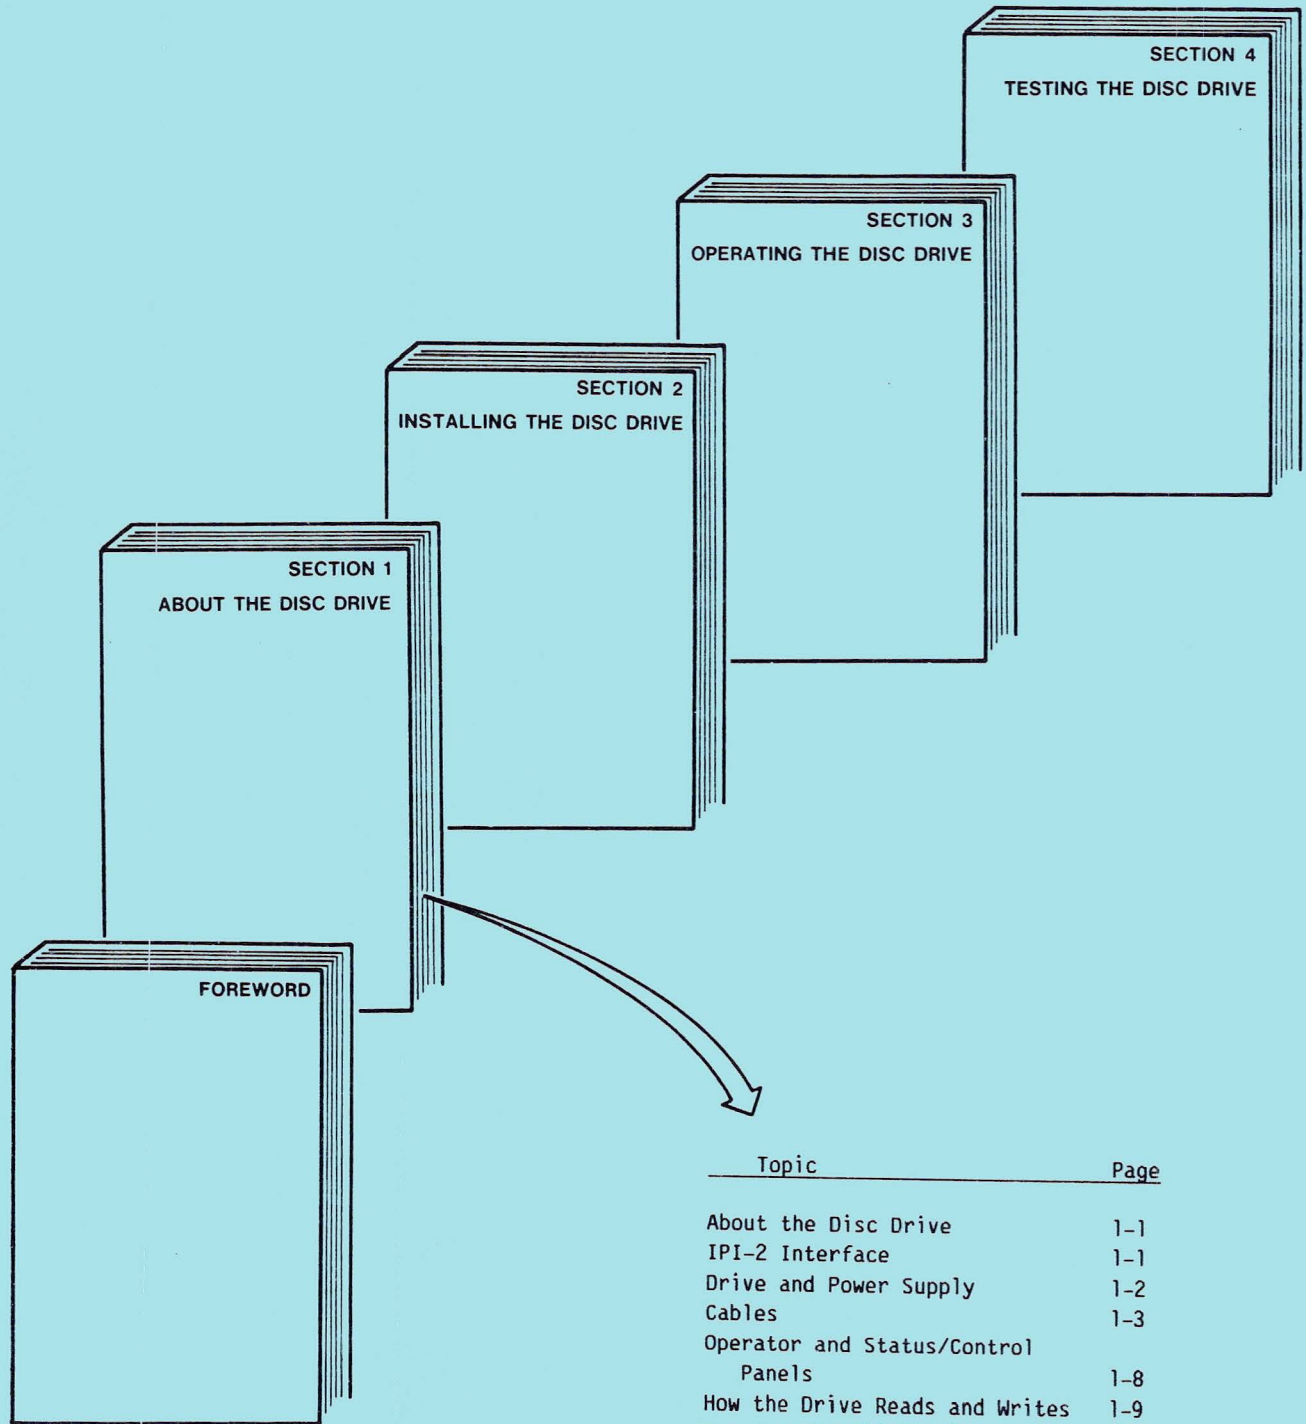 SECTION 4
TESTING THE DISC DRIVE
SECTION 3
OPERATING THE DISC DRIVE
SECTION 2
INSTALLING THE DISC DRIVE
SECTION 1
ABOUT THE DISC DRIVE
FOREWORD
Topic Page
About the Disc Drive 1-1
IPI-2 Interface 1-1
Drive and Power Supply 1-2
Cables 1-3
Operator and Status/Control
Panels 1-8
How the Drive Reads and Writes 1-9